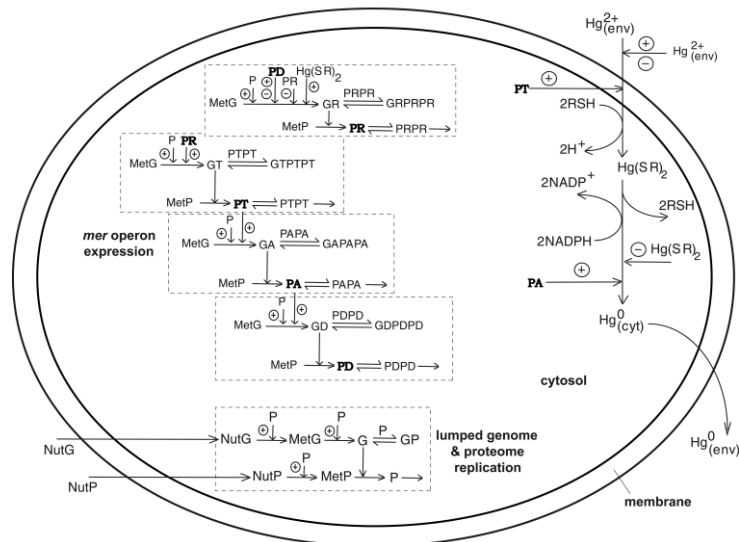 Hg2+(env)
⊕ Hg2+(env)
⊖
PD
P PR Hg(SR)2
⊕ ⊕ ⊖ ⊖ ⊕
MetG GR PRPR GRPRPR
MetP PR PRPR
PT ⊕
2RSH
2H+
Hg(SR)2
P PR
⊕ ⊕
MetG GT PTPT GTPTPT
MetP PT PTPT
2NADP+
2RSH
2NADPH
⊖ Hg(SR)2
PA ⊕
Hg0(cyt)
mer operon
expression
P
⊕ ⊕
MetG GA PAPA GAPAPA
MetP PA PAPA
P
⊕ ⊕
MetG GD PDPD GDPDPD
MetP PD PDPD
cytosol
P P
NutG NutG ⊕ MetG ⊕ G P GP
P
NutP NutP ⊕ MetP P
lumped genome
& proteome
replication
Hg0(env)
membrane